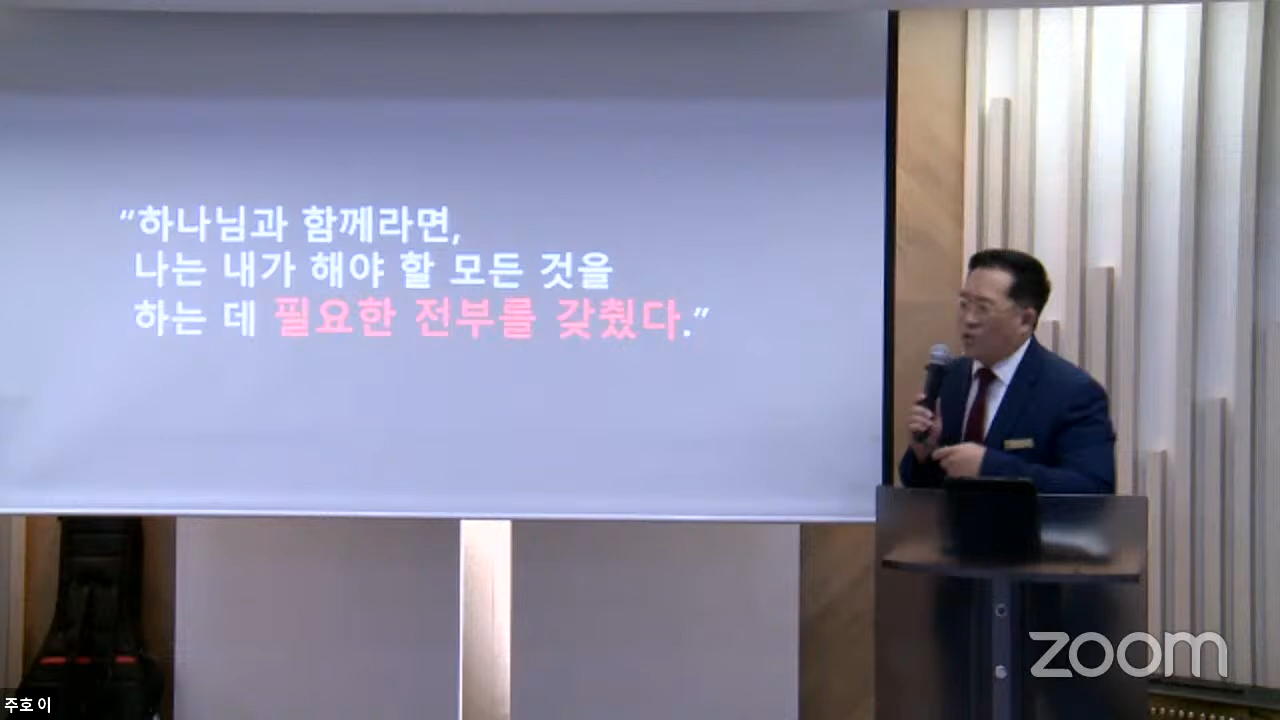 “하나님과 함께라면,
나는 내가 해야 할 모든 것을
하는 데 필요한 전부를 갖췄다.”
zoom
주호 이